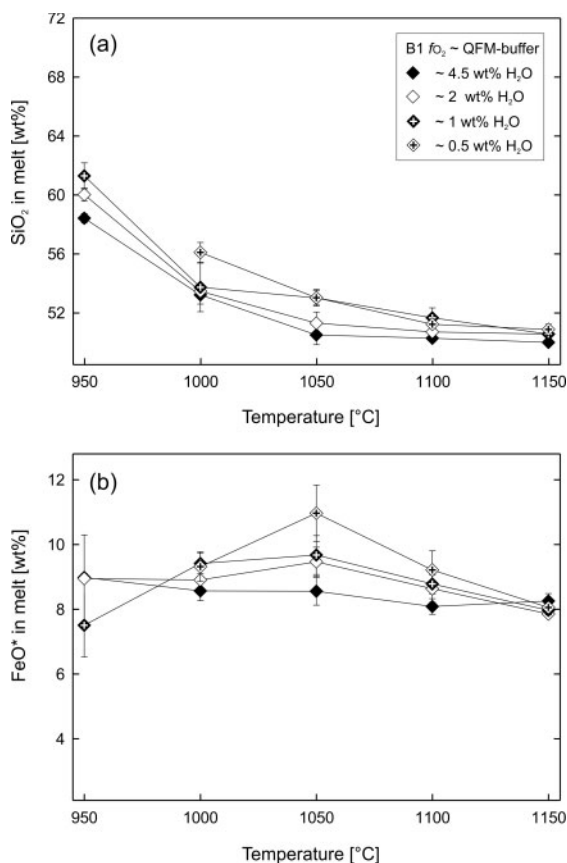 (a)
B1 fO₂ ~ QFM-buffer
~ 4.5 wt% H₂O
~ 2 wt% H₂O
~ 1 wt% H₂O
~ 0.5 wt% H₂O
72
68
64
60
56
52
SiO₂ in melt [wt%]
950 1000 1050 1100 1150
Temperature [°C]
(b)
12
10
8
6
4
FeO* in melt [wt%]
950 1000 1050 1100 1150
Temperature [°C]